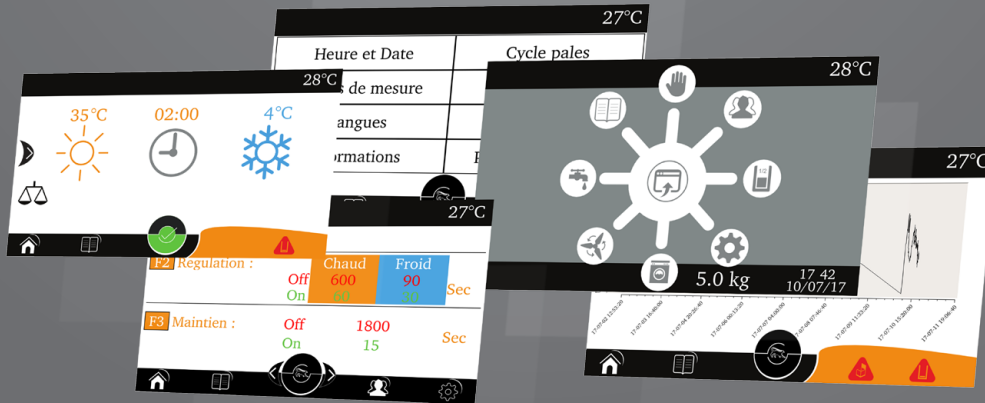 27°C
Heure et Date
Cycle pales
s de mesure
angues
ormations
28°C
35°C
02:00
4°C
28°C
1/2
5.0 kg
17 42
10/07/17
27°C
F2 Régulation :
Chaud
Froid
Off
600
90
Sec
On
60
30
F3 Maintien :
Off
1800
Sec
On
15
27°C